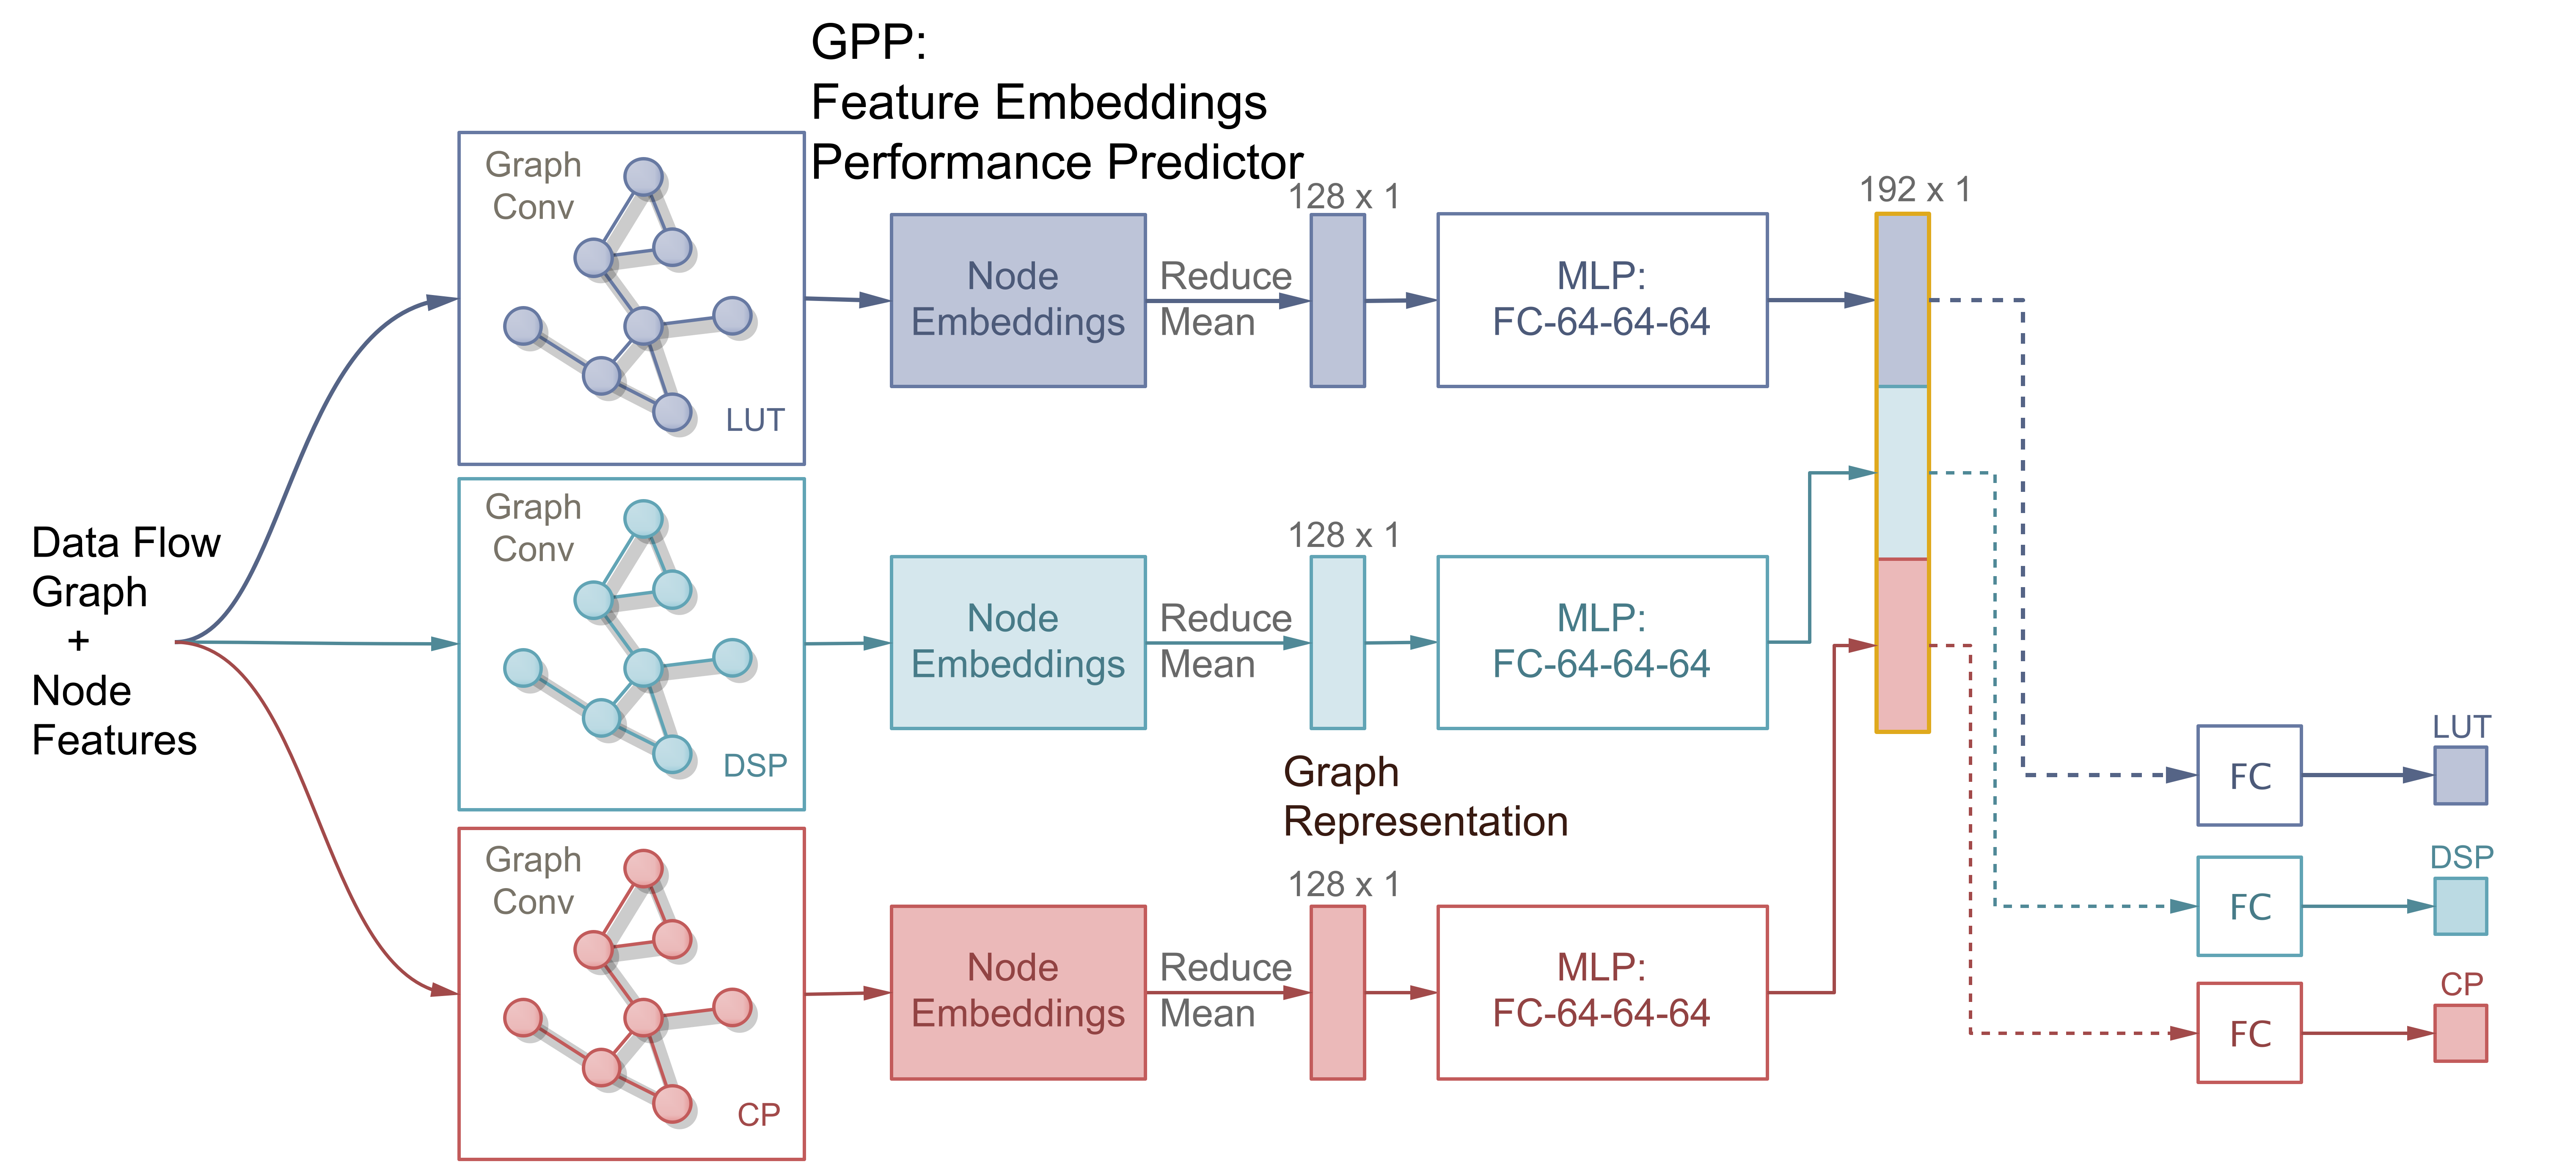 GPP:
Feature Embeddings
Performance Predictor
Data Flow
Graph
+
Node
Features
Graph
Conv
LUT
Node
Embeddings
Reduce
Mean
128 x 1
MLP:
FC-64-64-64
192 x 1
Graph
Conv
DSP
Node
Embeddings
Reduce
Mean
128 x 1
MLP:
FC-64-64-64
Graph
Representation
Graph
Conv
CP
Node
Embeddings
Reduce
Mean
128 x 1
MLP:
FC-64-64-64
FC
LUT
FC
DSP
FC
CP